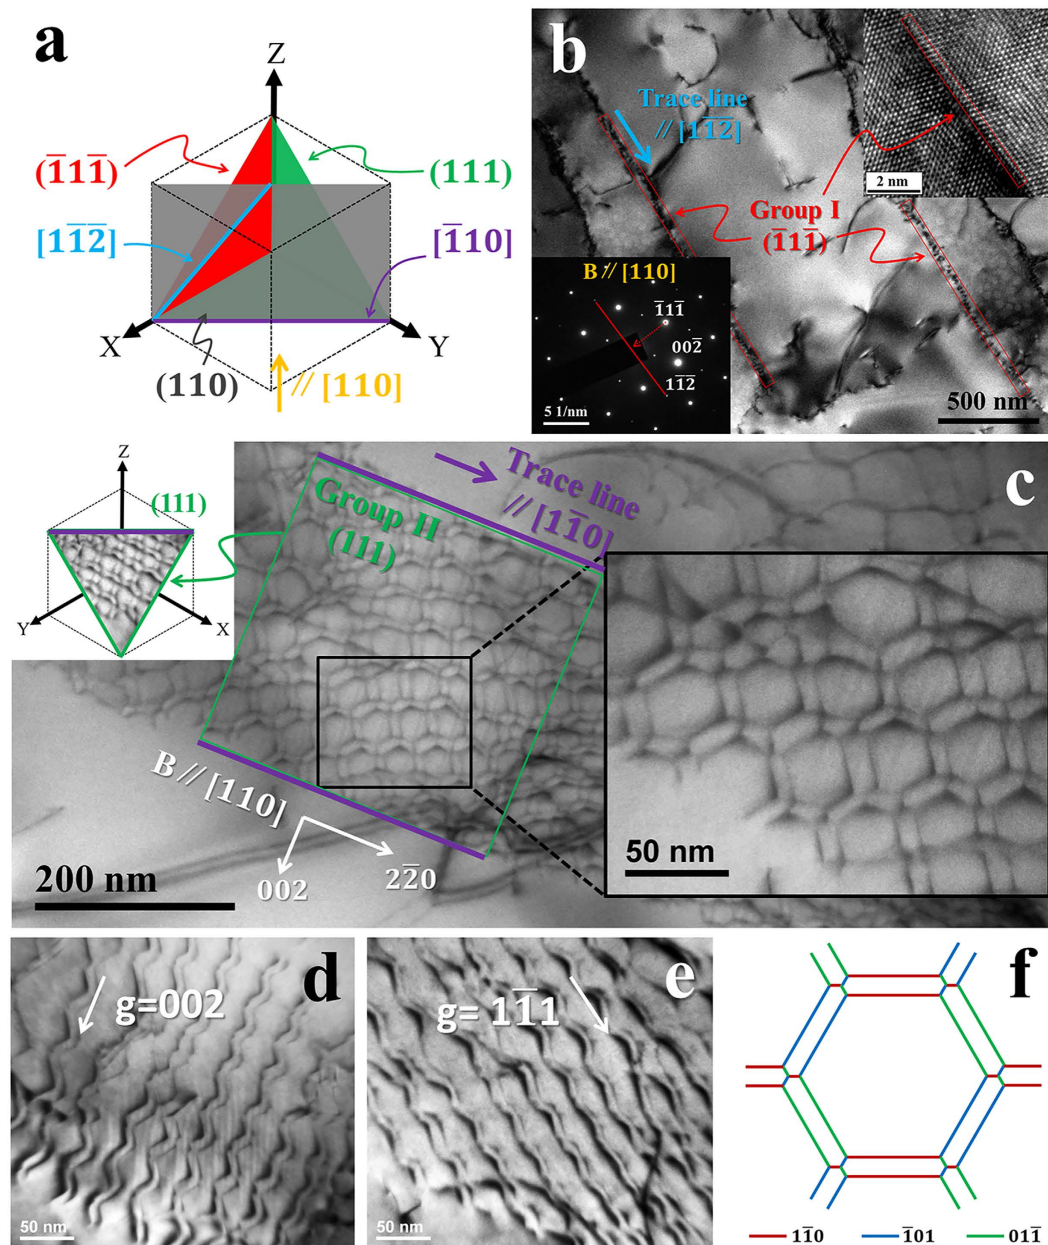 a
Z
(1̄11̄)
(111)
[11̄2̄]
[1̄10]
X
Y
(110)
// [110]
b
Trace line
// [11̄2̄]
2 nm
Group I
(1̄11̄)
B // [110]
1̄11̄
002̄
11̄2̄
5 1/nm
500 nm
c
Z
(111)
Y
X
Group II
(111)
Trace line
// [11̄0]
B // [110]
002
22̄0
200 nm
50 nm
d
g=002
50 nm
e
g= 11̄1
50 nm
f
11̄0
1̄01
011̄